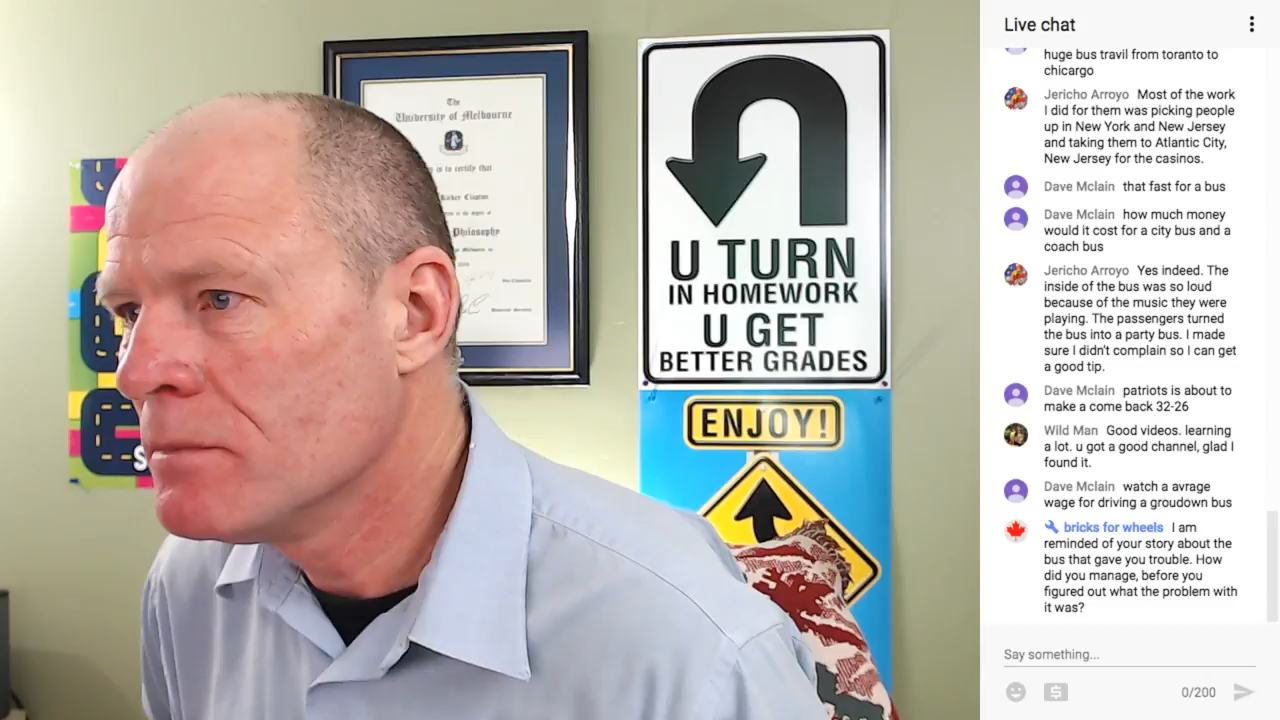 The
University of Melbourne
is to certify that
Philosophy
U TURN
IN HOMEWORK
U GET
BETTER GRADES
ENJOY!
S
Live chat
huge bus travil from toranto to
chicargo
Jericho Arroyo Most of the work
I did for them was picking people
up in New York and New Jersey
and taking them to Atlantic City,
New Jersey for the casinos.
Dave Mclain that fast for a bus
Dave Mclain how much money
would it cost for a city bus and a
coach bus
Jericho Arroyo Yes indeed. The
inside of the bus was so loud
because of the music they were
playing. The passengers turned
the bus into a party bus. I made
sure I didn't complain so I can get
a good tip.
Dave Mclain patriots is about to
make a come back 32-26
Wild Man Good videos. learning
a lot. u got a good channel, glad I
found it.
Dave Mclain watch a avrage
wage for driving a groudown bus
bricks for wheels I am
reminded of your story about the
bus that gave you trouble. How
did you manage, before you
figured out what the problem with
it was?
Say something...
0/200